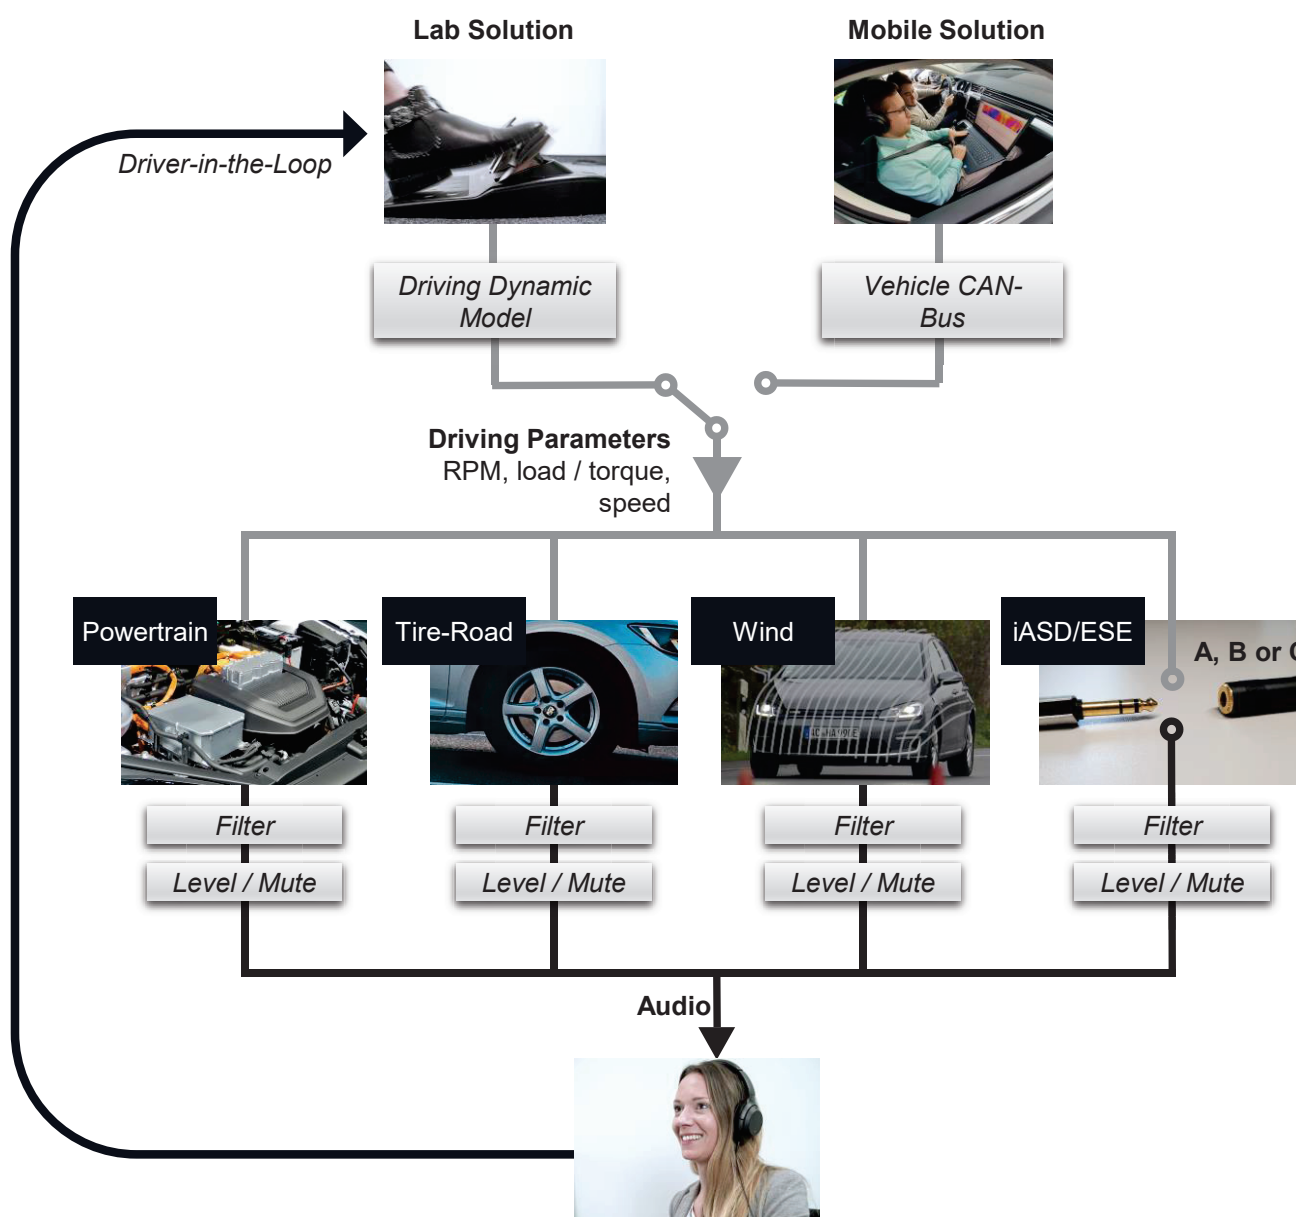 Lab Solution
Mobile Solution
Driver-in-the-Loop
Driving Dynamic
Model
Vehicle CAN-
Bus
Driving Parameters
RPM, load / torque,
speed
Powertrain
Tire-Road
Wind
iASD/ESE
A, B or
Filter
Filter
Filter
Filter
Level / Mute
Level / Mute
Level / Mute
Level / Mute
Audio